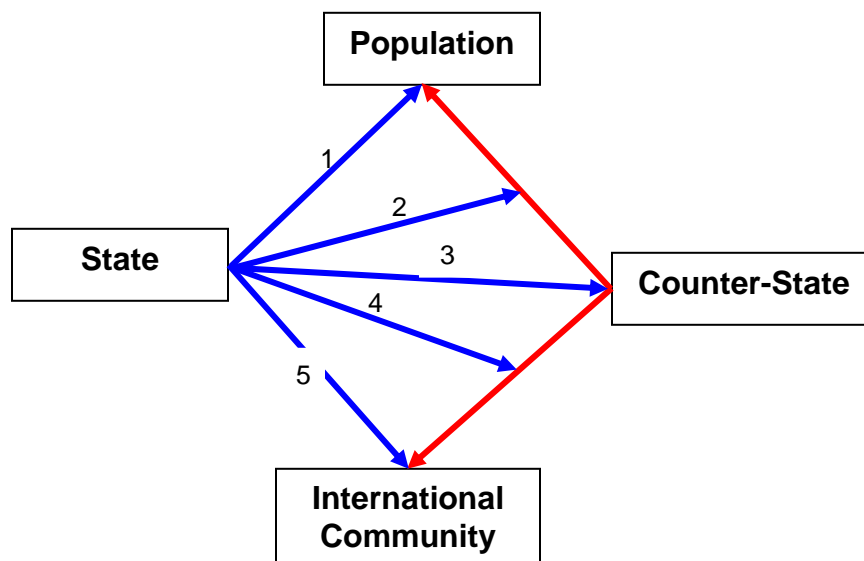 Population
1
2
State
3
Counter-State
4
5
International
Community